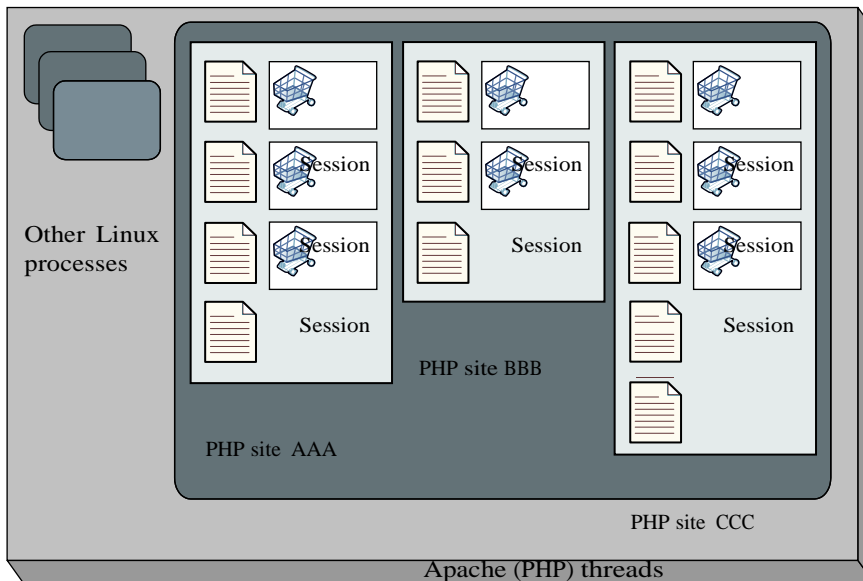 Session
Session
Session
Other Linux
processes
Session
Session
Session
Session
Session
PHP site BBB
PHP site AAA
PHP site CCC
Apache (PHP) threads